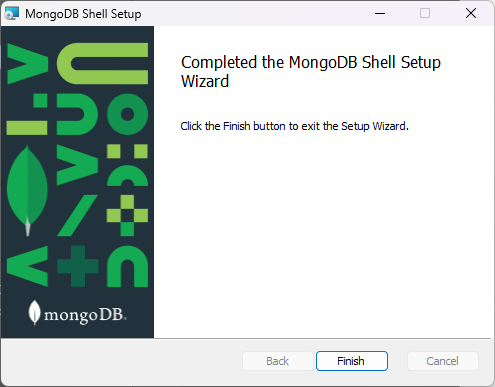 MongoDB Shell Setup
Completed the MongoDB Shell Setup
Wizard
Click the Finish button to exit the Setup Wizard.
mongoDB.
Back
Finish
Cancel